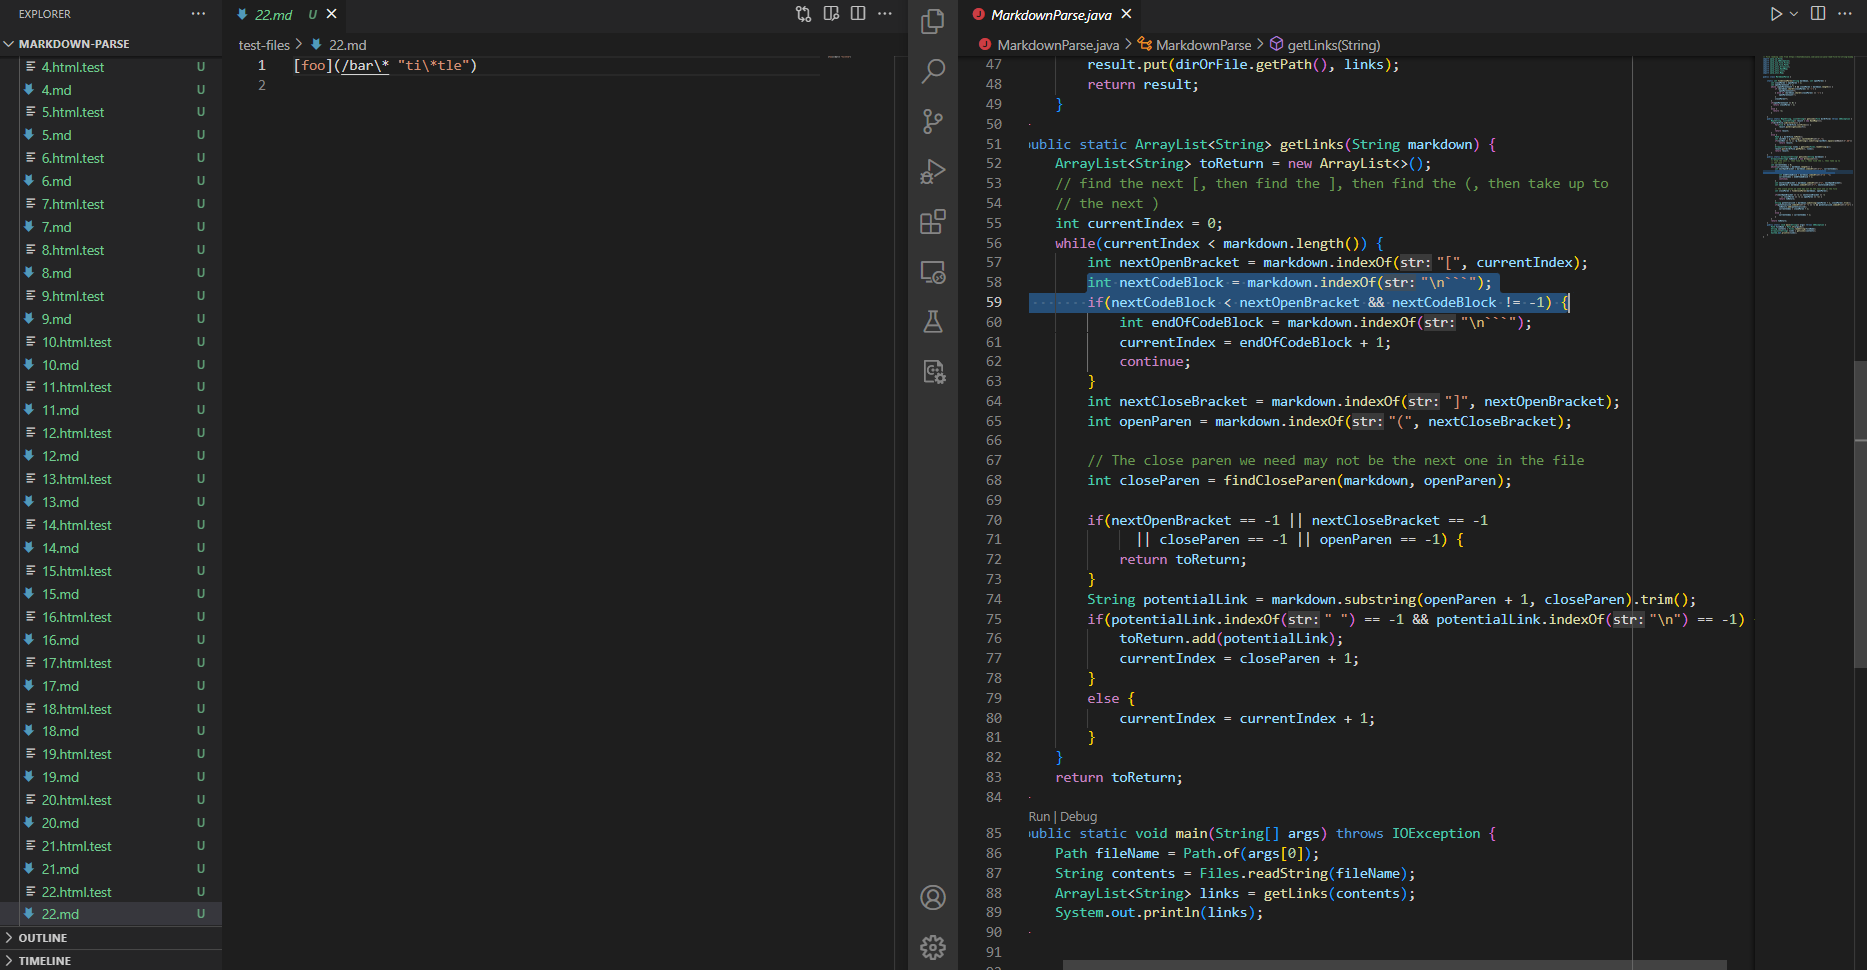 EXPLORER ···
MARKDOWN-PARSE
4.html.test U
4.md U
5.html.test U
5.md U
6.html.test U
6.md U
7.html.test U
7.md U
8.html.test U
8.md U
9.html.test U
9.md U
10.html.test U
10.md U
11.html.test U
11.md U
12.html.test U
12.md U
13.html.test U
13.md U
14.html.test U
14.md U
15.html.test U
15.md U
16.html.test U
16.md U
17.html.test U
17.md U
18.html.test U
18.md U
19.html.test U
19.md U
20.html.test U
20.md U
21.html.test U
21.md U
22.html.test U
22.md U
OUTLINE
TIMELINE
22.md U
test-files > 22.md
1 [foo](/bar\* "ti\*tle")
2
MarkdownParse.java
MarkdownParse.java > MarkdownParse > getLinks(String)
47 result.put(dirOrFile.getPath(), links);
48 return result;
49 }
50
51 ublic static ArrayList<String> getLinks(String markdown) {
52 ArrayList<String> toReturn = new ArrayList<>();
53 // find the next [, then find the ], then find the (, then take up to
54 // the next )
55 int currentIndex = 0;
56 while(currentIndex < markdown.length()) {
57 int nextOpenBracket = markdown.indexOf(str: "[", currentIndex);
58 int nextCodeBlock = markdown.indexOf(str: "\n```");
59 if(nextCodeBlock < nextOpenBracket && nextCodeBlock != -1) {
60 int endOfCodeBlock = markdown.indexOf(str: "\n```");
61 currentIndex = endOfCodeBlock + 1;
62 continue;
63 }
64 int nextCloseBracket = markdown.indexOf(str: "]", nextOpenBracket);
65 int openParen = markdown.indexOf(str: "(", nextCloseBracket);
66
67 // The close paren we need may not be the next one in the file
68 int closeParen = findCloseParen(markdown, openParen);
69
70 if(nextOpenBracket == -1 || nextCloseBracket == -1
71 || closeParen == -1 || openParen == -1) {
72 return toReturn;
73 }
74 String potentialLink = markdown.substring(openParen + 1, closeParen).trim();
75 if(potentialLink.indexOf(str: " ") == -1 && potentialLink.indexOf(str: "\n") == -1)
76 toReturn.add(potentialLink);
77 currentIndex = closeParen + 1;
78 }
79 else {
80 currentIndex = currentIndex + 1;
81 }
82 }
83 return toReturn;
84
Run | Debug
85 ublic static void main(String[] args) throws IOException {
86 Path fileName = Path.of(args[0]);
87 String contents = Files.readString(fileName);
88 ArrayList<String> links = getLinks(contents);
89 System.out.println(links);
90
91